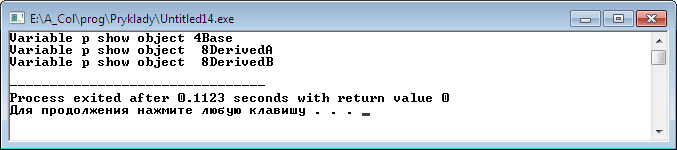 E:\A_Col\prog\Pryklady\Untitled14.exe
Variable p show object 4Base
Variable p show object  8DerivedA
Variable p show object  8DerivedB
--------------------------------
Process exited after 0.1123 seconds with return value 0
Для продолжения нажмите любую клавишу . . . _